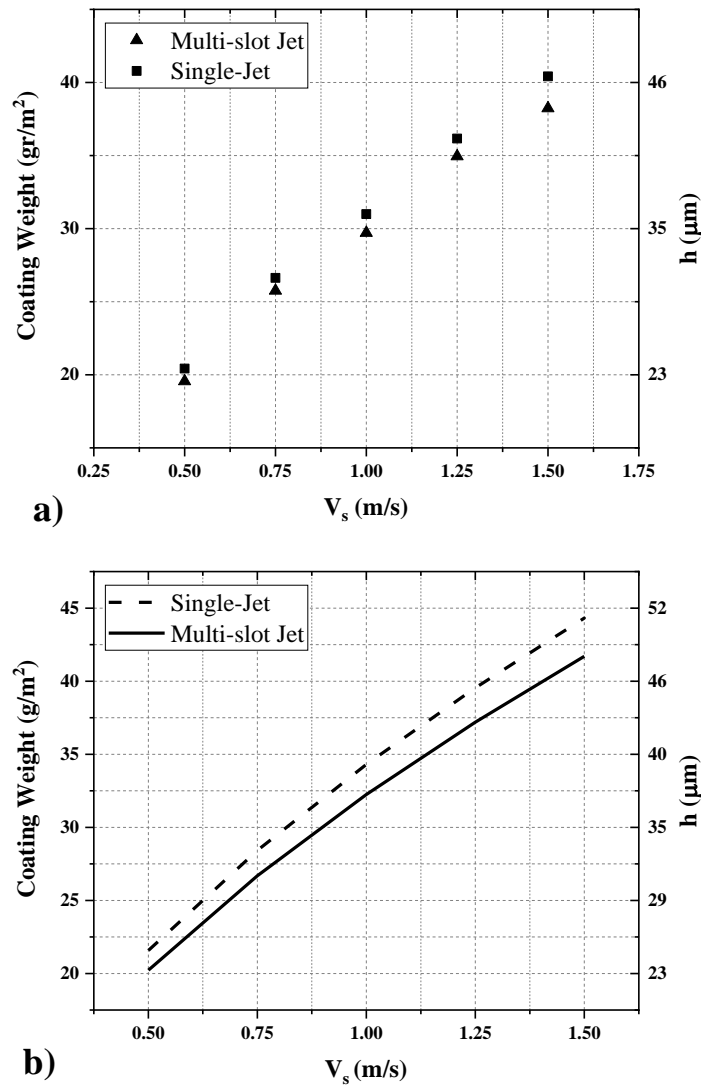 Multi-slot Jet
Single-Jet
Coating Weight (gr/m²)
40
30
20
46
35
23
h (μm)
0.25 0.50 0.75 1.00 1.25 1.50 1.75
Vₛ (m/s)
a)
Single-Jet
Multi-slot Jet
Coating Weight (g/m²)
45
40
35
30
25
20
52
46
40
35
29
23
h (μm)
0.50 0.75 1.00 1.25 1.50
Vₛ (m/s)
b)